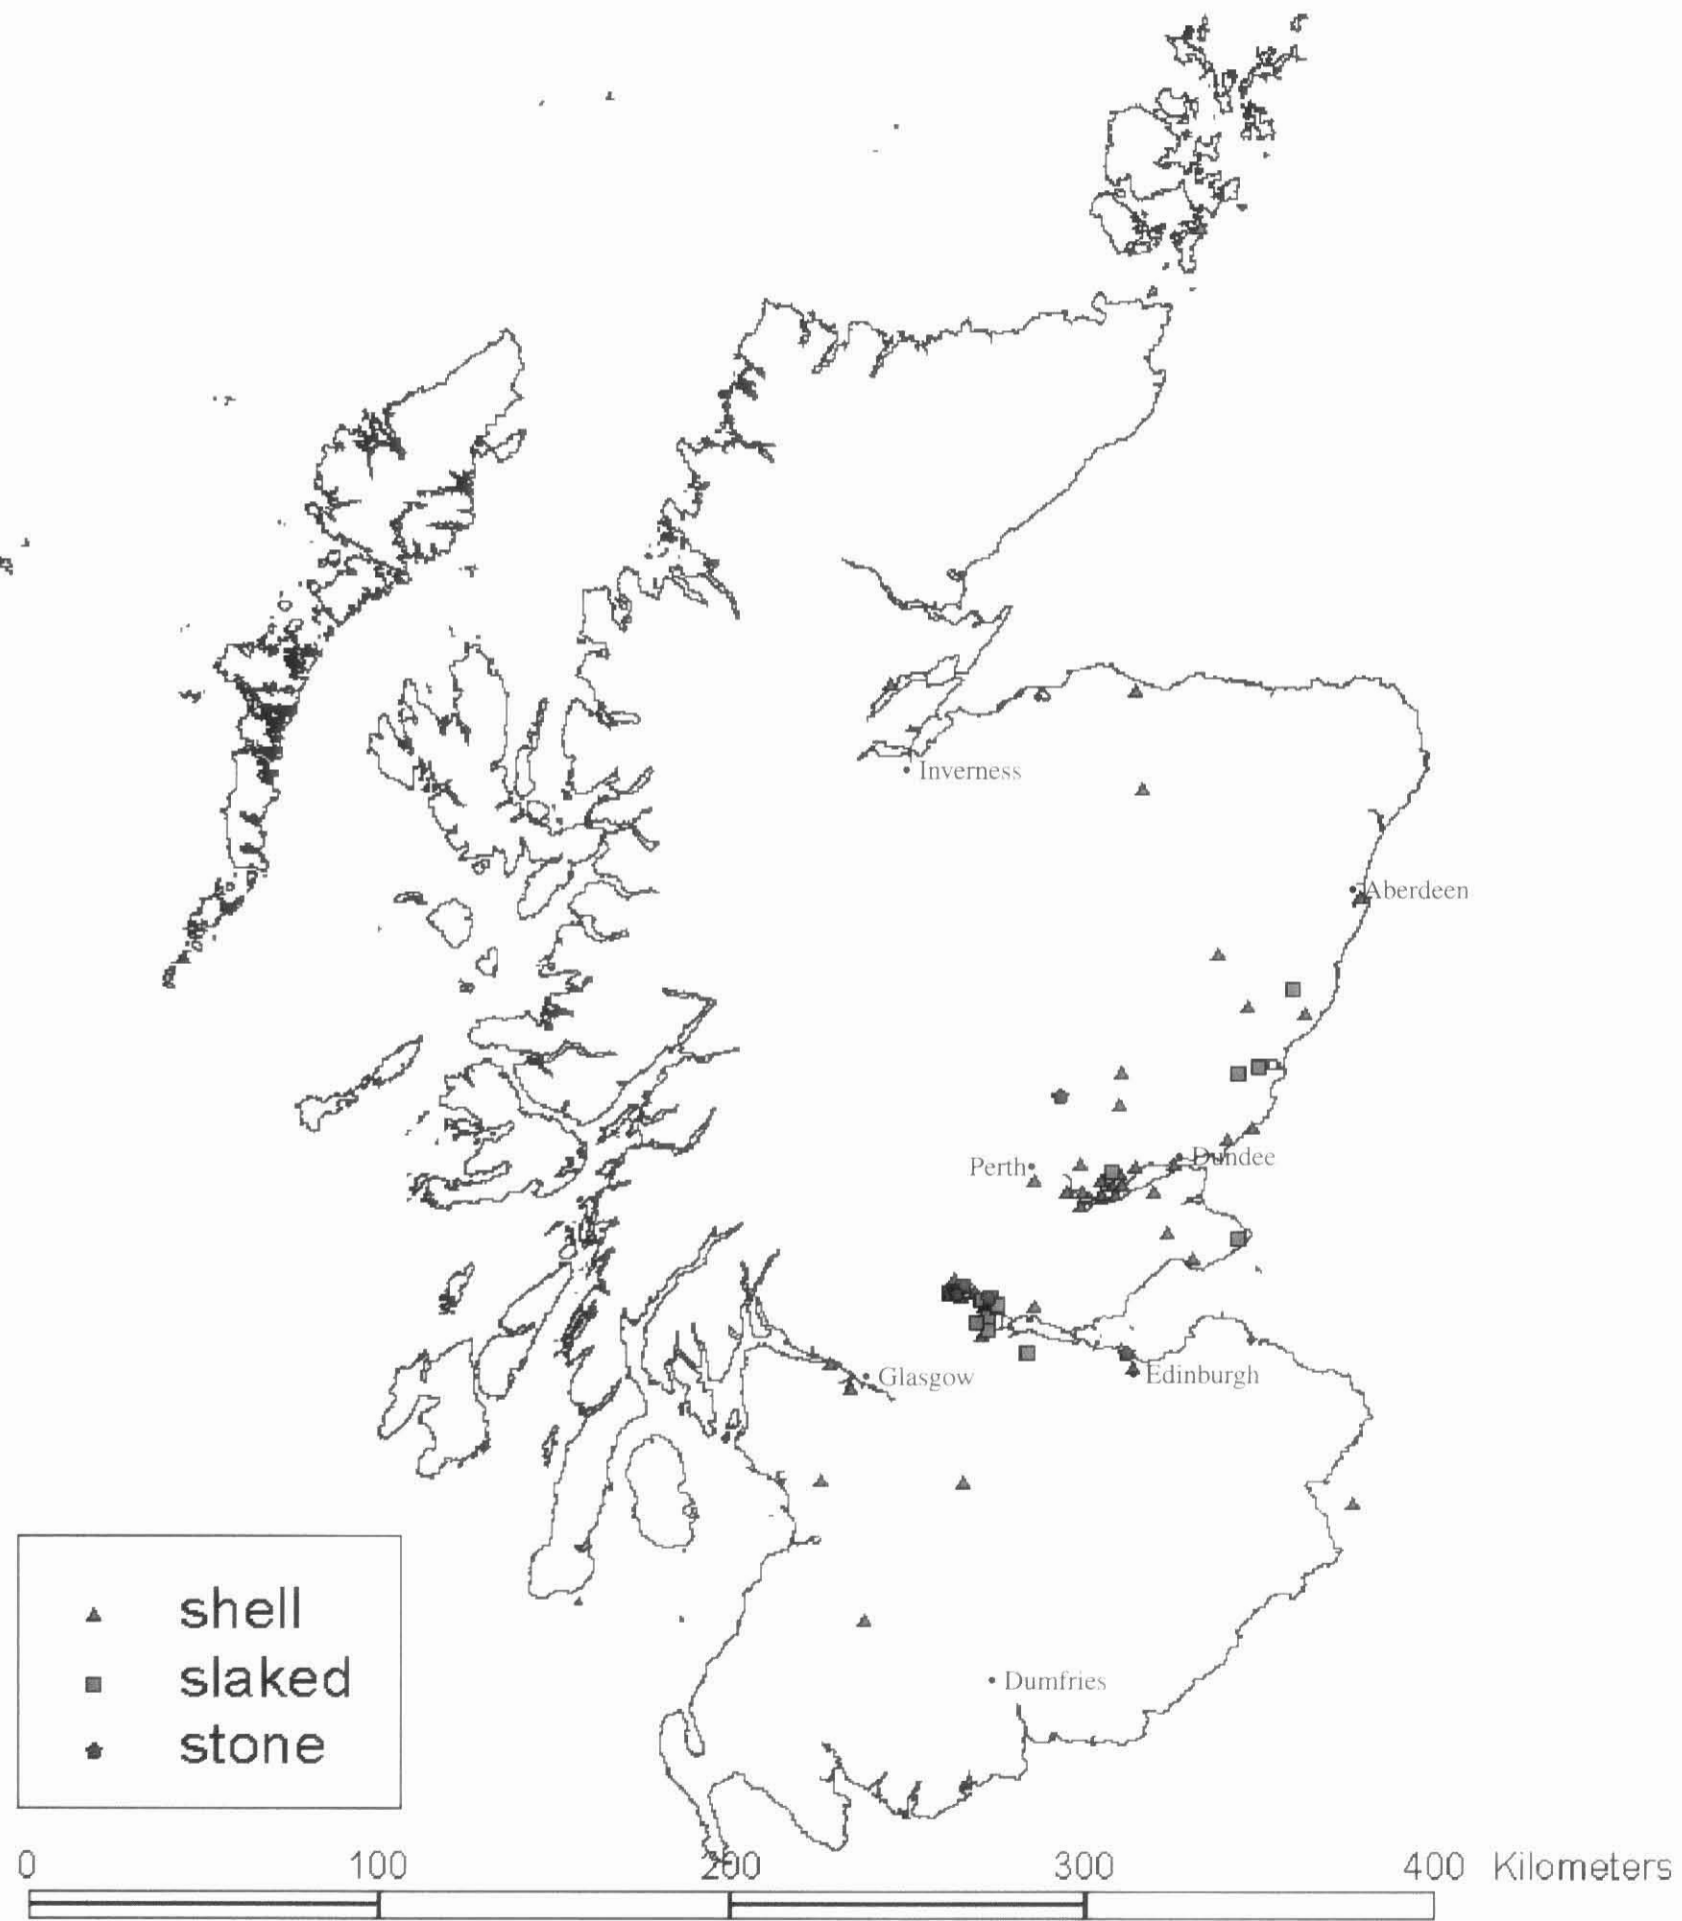 Inverness
Aberdeen
Perth
Dundee
Glasgow
Edinburgh
shell
slaked
stone
Dumfries
0 100 200 300 400 Kilometers